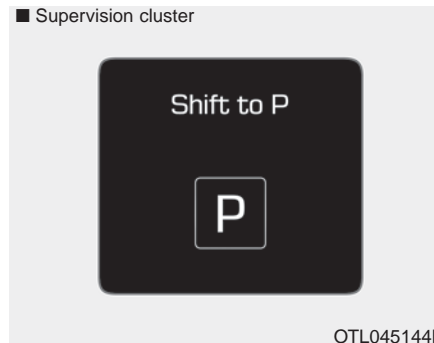 ■ Supervision cluster
Shift to P
P
OTL045144